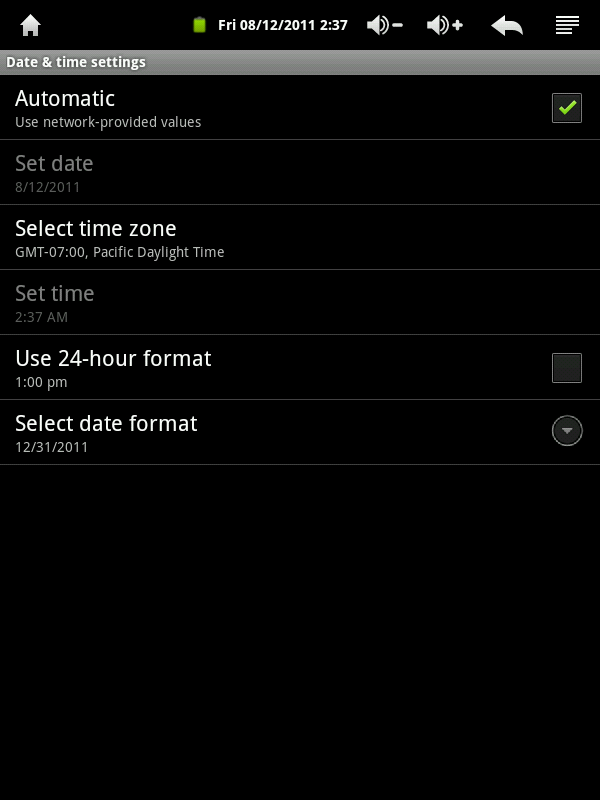 Fri 08/12/2011 2:37
Date & time settings
Automatic
Use network-provided values
Set date
8/12/2011
Select time zone
GMT-07:00, Pacific Daylight Time
Set time
2:37 AM
Use 24-hour format
1:00 pm
Select date format
12/31/2011